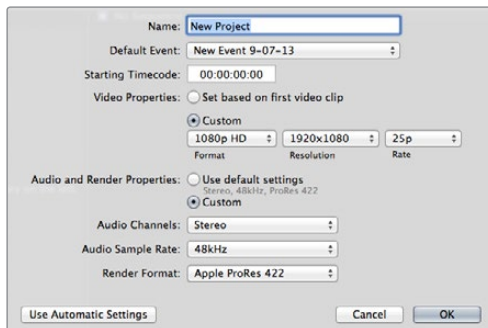 Name: New Project
Default Event: New Event 9-07-13
Starting Timecode: 00:00:00:00
Video Properties: Set based on first video clip
Custom
1080p HD 1920x1080 25p
Format Resolution Rate
Audio and Render Properties: Use default settings
Stereo, 48kHz, ProRes 422
Custom
Audio Channels: Stereo
Audio Sample Rate: 48kHz
Render Format: Apple ProRes 422
Use Automatic Settings Cancel OK